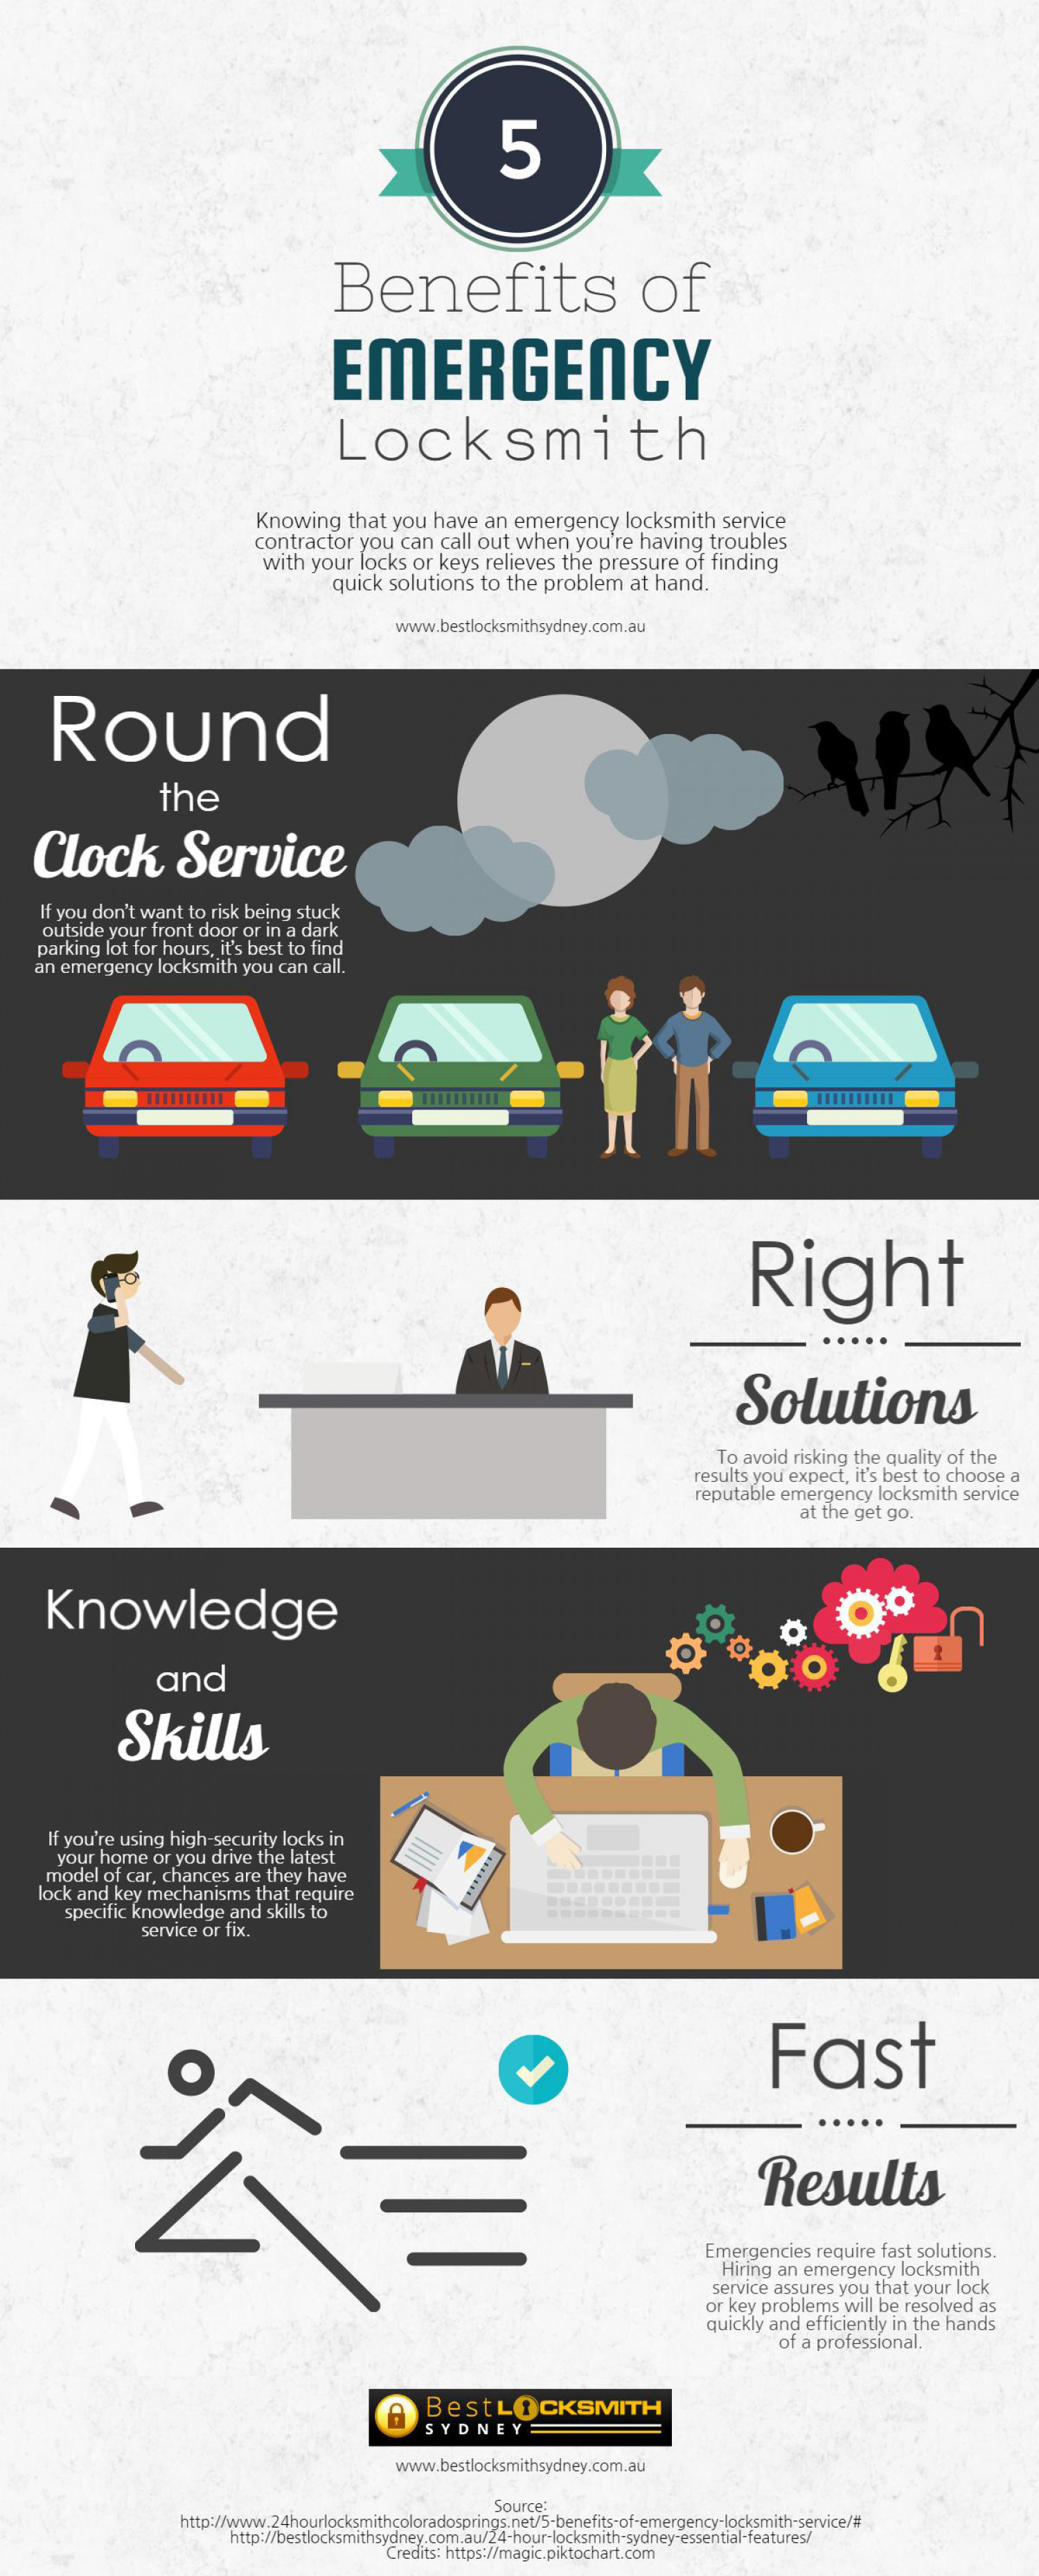 5
Benefits of
EMERGENCY
Locksmith
Knowing that you have an emergency locksmith service
contractor you can call out when you're having troubles
with your locks or keys relieves the pressure of finding
quick solutions to the problem at hand.
www.bestlocksmithsydney.com.au
Round
the
Clock Service
If you don't want to risk being stuck
outside your front door or in a dark
parking lot for hours, it's best to find
an emergency locksmith you can call.
Right
Solutions
To avoid risking the quality of the
results you expect, it's best to choose a
reputable emergency locksmith service
at the get go.
Knowledge
and
Skills
If you're using high-security locks in
your home or you drive the latest
model of car, chances are they have
lock and key mechanisms that require
specific knowledge and skills to
service or fix.
Fast
Results
Emergencies require fast solutions.
Hiring an emergency locksmith
service assures you that your lock
or key problems will be resolved as
quickly and efficiently in the hands
of a professional.
Best LOCKSMITH
SYDNEY
www.bestlocksmithsydney.com.au
Source:
http://www.24hourlocksmithcoloradosprings.net/5-benefits-of-emergency-locksmith-service/#
http://bestlocksmithsydney.com.au/24-hour-locksmith-sydney-essential-features/
Credits: https://magic.piktochart.com